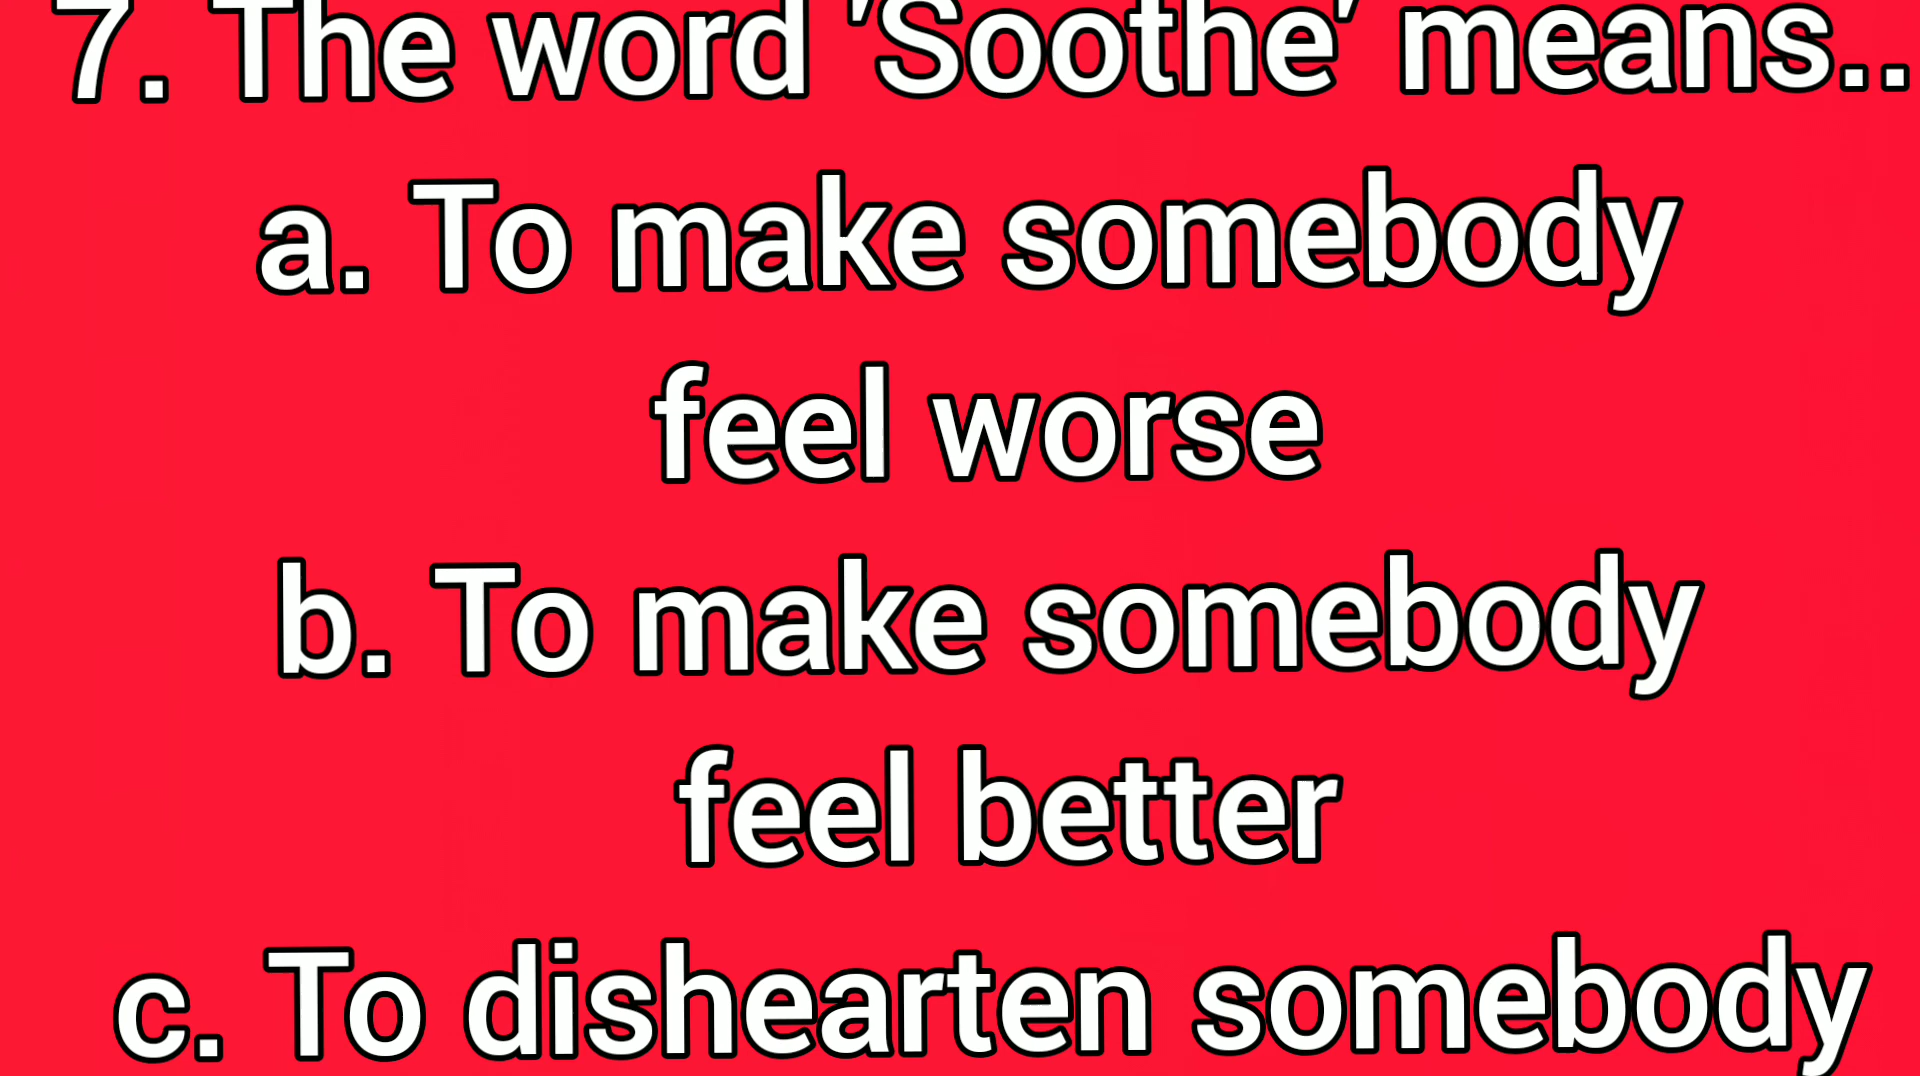 7. The word 'Soothe' means..
a. To make somebody
feel worse
b. To make somebody
feel better
c. To dishearten somebody